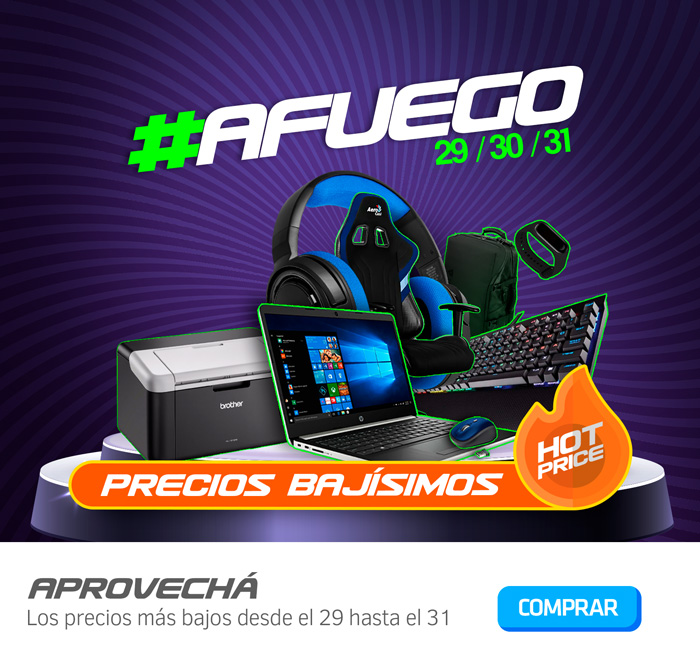 #AFUEGO
29 / 30 / 31
Aero
brother
hp
HOT
PRICE
PRECIOS BAJÍSIMOS
APROVECHÁ
Los precios más bajos desde el 29 hasta el 31
COMPRAR